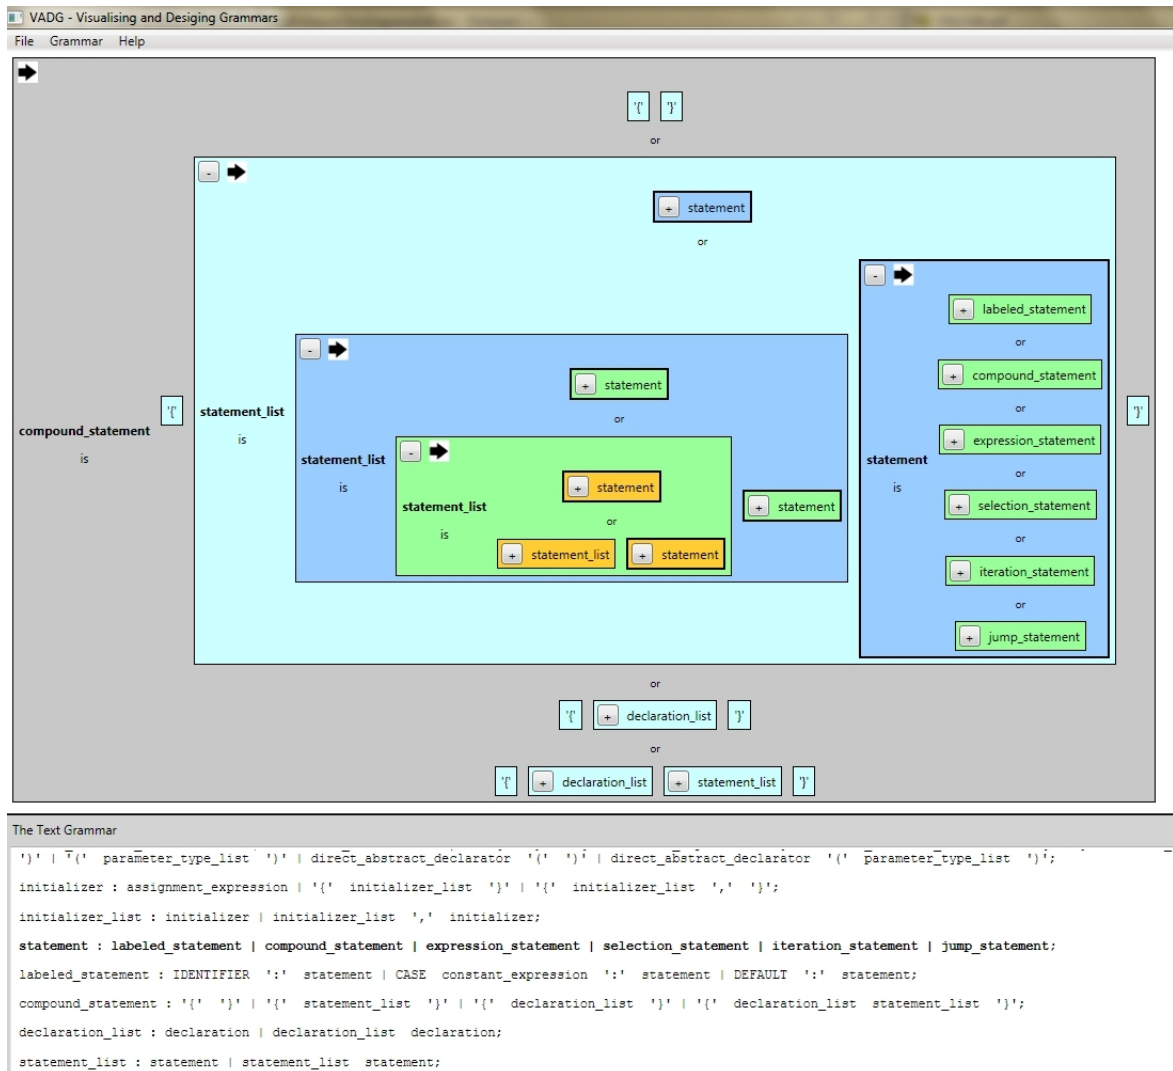 VADG - Visualising and Desiging Grammars
File Grammar Help
'{' '}'
or
-
+ statement
or
-
+ labeled_statement
or
+ compound_statement
or
+ expression_statement
or
+ selection_statement
or
+ iteration_statement
or
+ jump_statement
statement
is
-
+ statement
or
-
+ statement
or
+ statement_list + statement
statement_list
is
+ statement
statement_list
is
statement_list
is
'{'
'}'
compound_statement
is
or
'{' + declaration_list '}'
or
'{' + declaration_list + statement_list '}'
The Text Grammar
')' | '(' parameter_type_list ')' | direct_abstract_declarator '(' ')' | direct_abstract_declarator '(' parameter_type_list ')';
initializer : assignment_expression | '{' initializer_list '}' | '{' initializer_list ',' '}';
initializer_list : initializer | initializer_list ',' initializer;
statement : labeled_statement | compound_statement | expression_statement | selection_statement | iteration_statement | jump_statement;
labeled_statement : IDENTIFIER ':' statement | CASE constant_expression ':' statement | DEFAULT ':' statement;
compound_statement : '{' '}' | '{' statement_list '}' | '{' declaration_list '}' | '{' declaration_list statement_list '}';
declaration_list : declaration | declaration_list declaration;
statement_list : statement | statement_list statement;